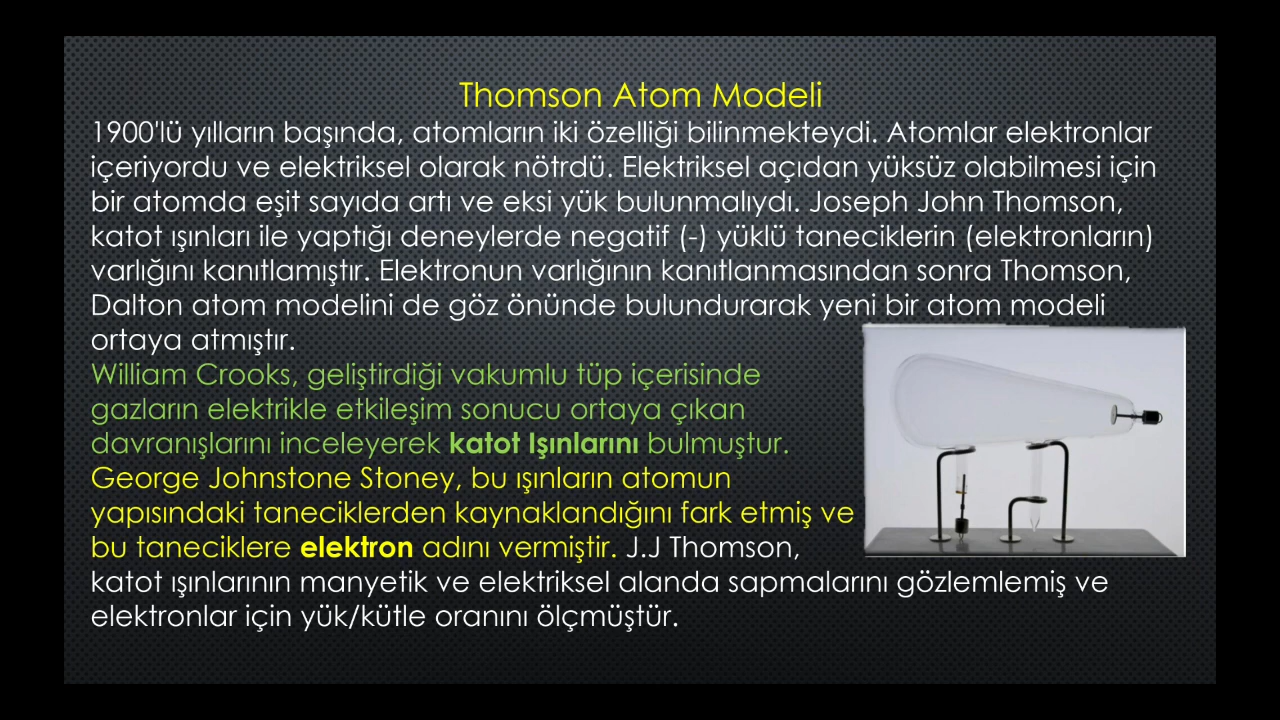 Thomson Atom Modeli
1900'lü yılların başında, atomların iki özelliği bilinmekteydi. Atomlar elektronlar
içeriyordu ve elektriksel olarak nötrdü. Elektriksel açıdan yüksüz olabilmesi için
bir atomda eşit sayıda artı ve eksi yük bulunmalıydı. Joseph John Thomson,
katot ışınları ile yaptığı deneylerde negatif (-) yüklü taneciklerin (elektronların)
varlığını kanıtlamıştır. Elektronun varlığının kanıtlanmasından sonra Thomson,
Dalton atom modelini de göz önünde bulundurarak yeni bir atom modeli
ortaya atmıştır.
William Crooks, geliştirdiği vakumlu tüp içerisinde
gazların elektrikle etkileşim sonucu ortaya çıkan
davranışlarını inceleyerek katot Işınlarını bulmuştur.
George Johnstone Stoney, bu ışınların atomun
yapısındaki taneciklerden kaynaklandığını fark etmiş ve
bu taneciklere elektron adını vermiştir. J.J Thomson,
katot ışınlarının manyetik ve elektriksel alanda sapmalarını gözlemlemiş ve
elektronlar için yük/kütle oranını ölçmüştür.